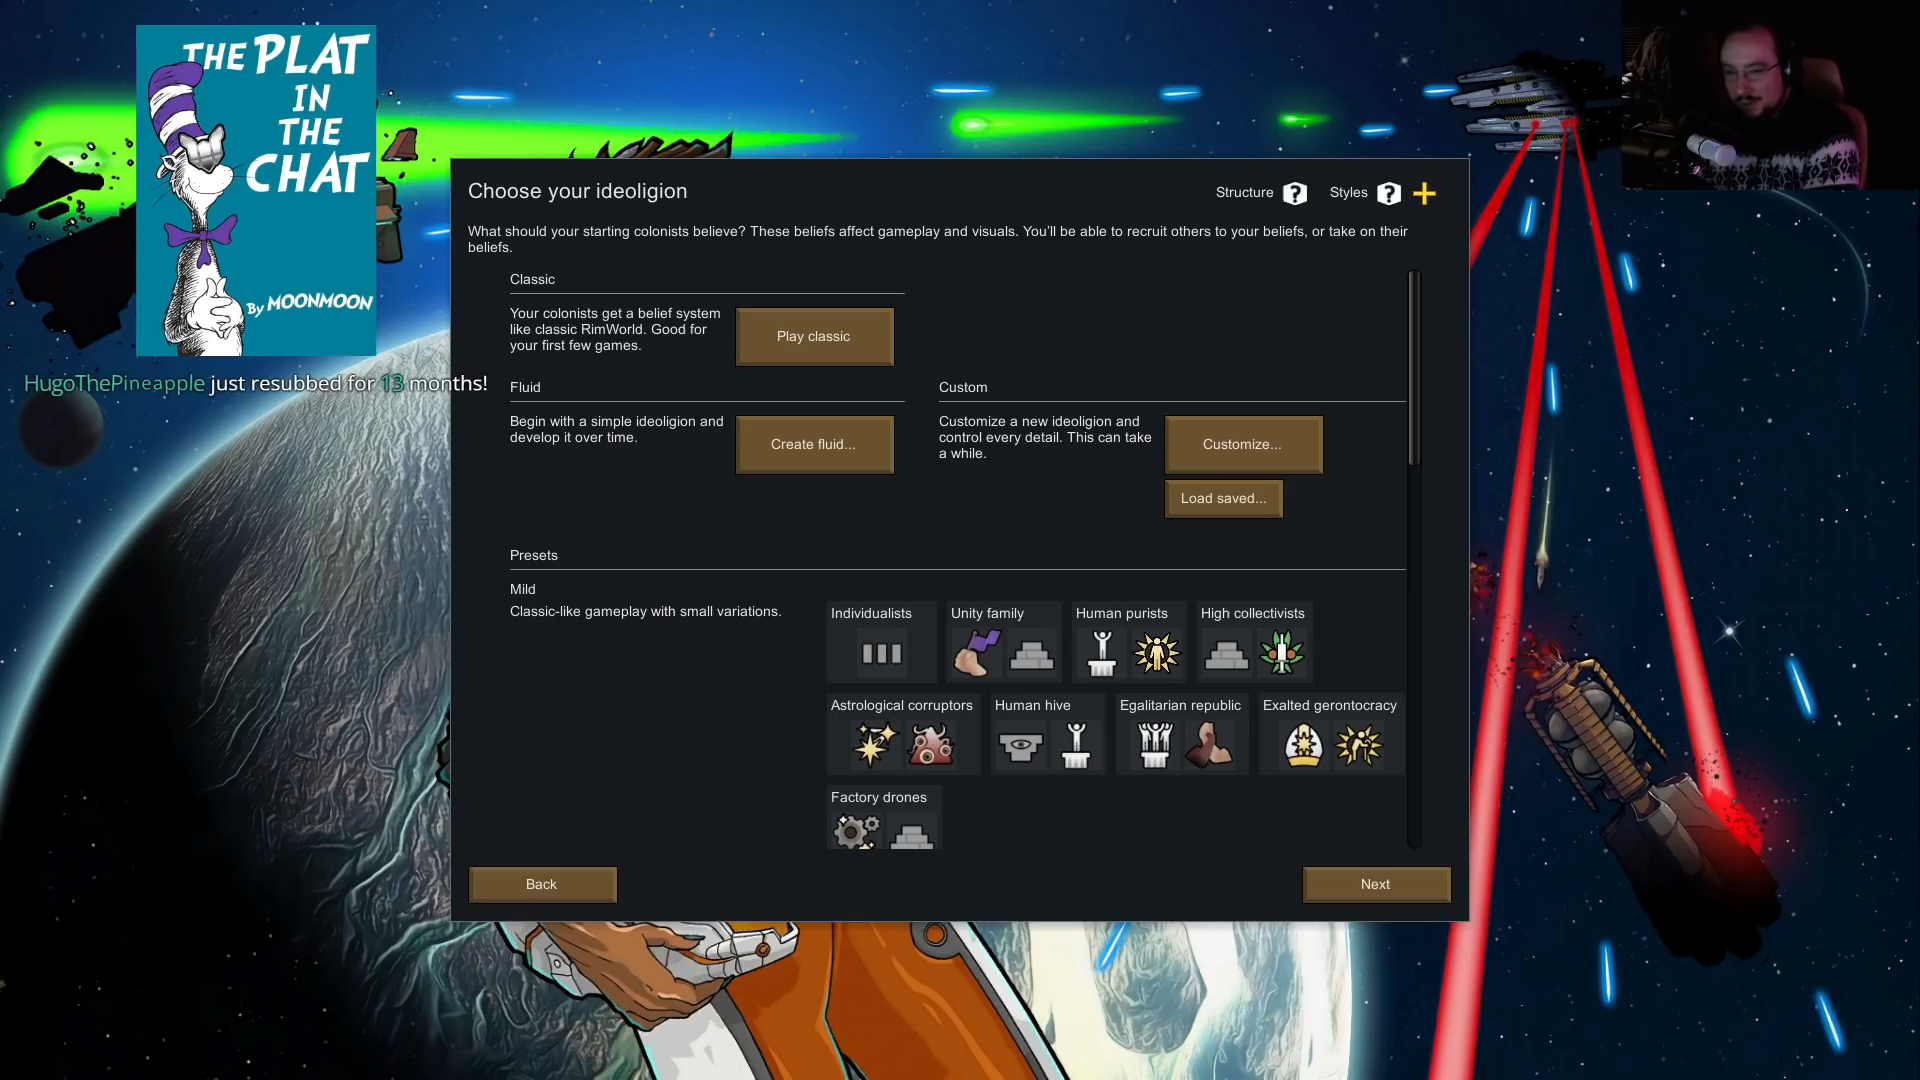 THE PLAT
IN
THE
CHAT
By MOONMOON
HugoThePineapple just resubbed for 13 months!
Choose your ideoligion
Structure ?
Styles ?
What should your starting colonists believe? These beliefs affect gameplay and visuals. You'll be able to recruit others to your beliefs, or take on their
beliefs.
Classic
Your colonists get a belief system
like classic RimWorld. Good for
your first few games.
Play classic
Fluid
Begin with a simple ideoligion and
develop it over time.
Create fluid...
Custom
Customize a new ideoligion and
control every detail. This can take
a while.
Customize...
Load saved...
Presets
Mild
Classic-like gameplay with small variations.
Individualists
Unity family
Human purists
High collectivists
Astrological corruptors
Human hive
Egalitarian republic
Exalted gerontocracy
Factory drones
Back
Next